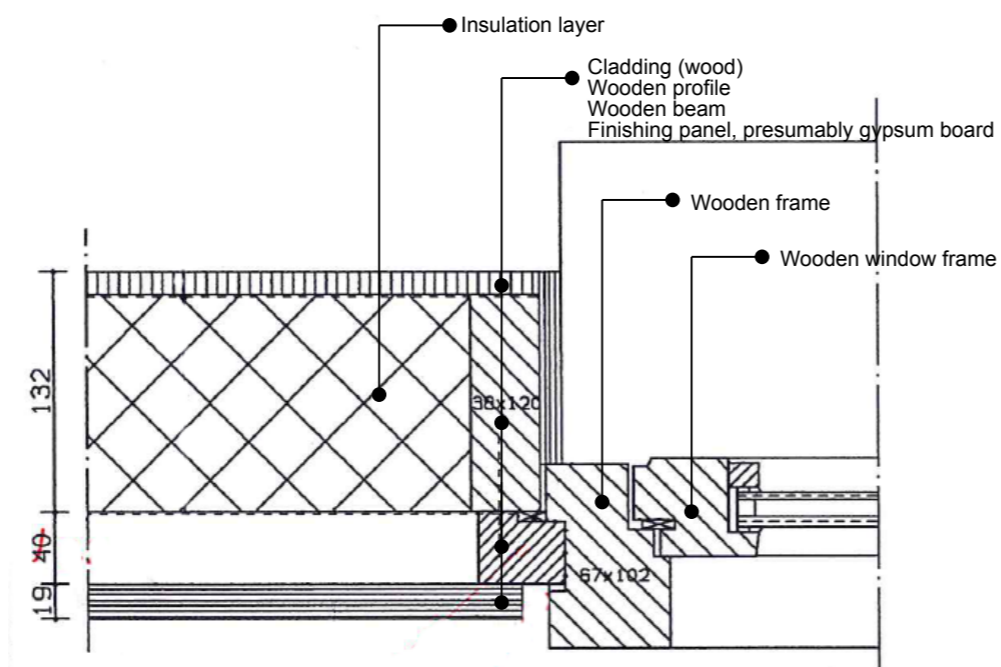 Insulation layer
Cladding (wood)
Wooden profile
Wooden beam
Finishing panel, presumably gypsum board
Wooden frame
Wooden window frame
132
38x120
40
67x102
19